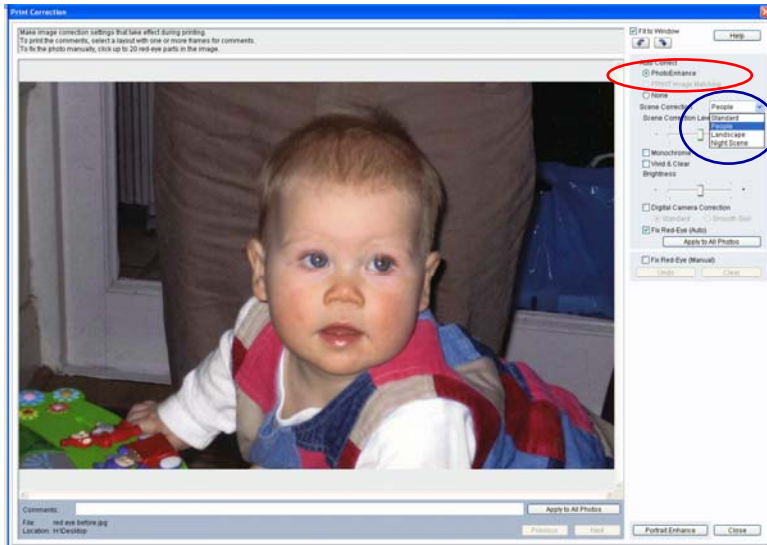 Print Correction
Make image correction settings that take effect during printing.
To print the comments, select a layout with one or more frames for comments.
To fix the photo manually, click up to 20 red-eye parts in the image.
Fit to Window
Help
Auto Correct
PhotoEnhance
Print Image Matching
None
Scene Correction People
Scene Correction Lev
Standard
People
Landscape
Night Scene
Monochrome
Vivid & Clear
Brightness
- +
Digital Camera Correction
Standard Smooth Skin
Fix Red-Eye (Auto)
Apply to All Photos
Fix Red-Eye (Manual)
Undo Clear
Comments: Apply to All Photos
File: red eye before.jpg
Location: H:\Desktop
Previous Next
Portrait Enhance Close